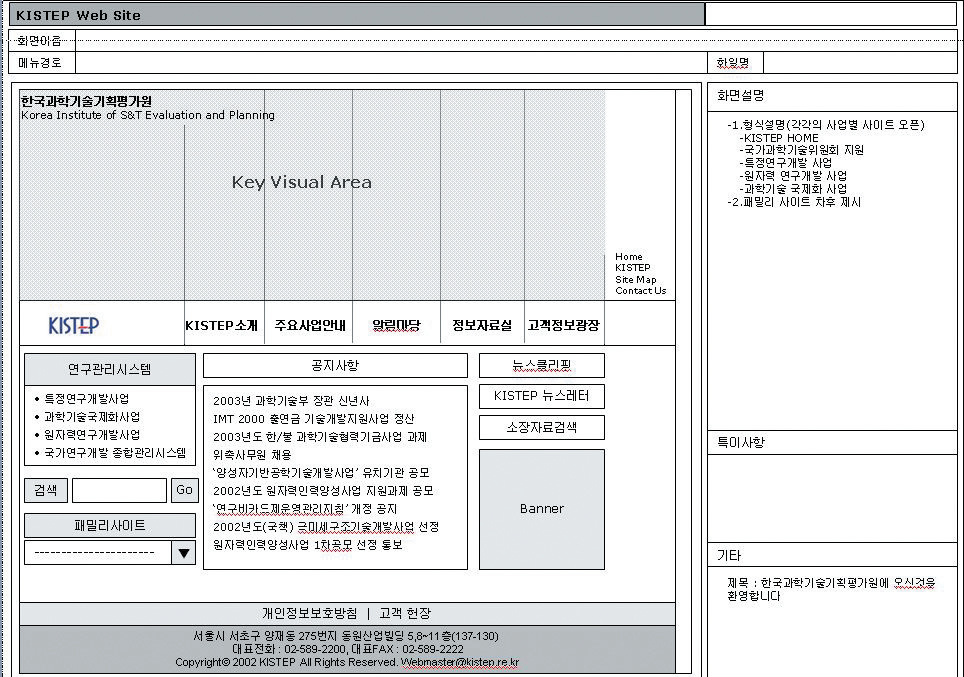 KISTEP Web Site
화면이름
메뉴경로
화일명
한국과학기술기획평가원
Korea Institute of S&T Evaluation and Planning
Key Visual Area
Home
KISTEP
Site Map
Contact Us
KISTEP
KISTEP소개
주요사업안내
알림마당
정보자료실
고객정보광장
연구관리시스템
• 특정연구개발사업
• 과학기술국제화사업
• 원자력연구개발사업
• 국가연구개발 종합관리시스템
검색
Go
패밀리사이트
-----------------------
공지사항
2003년 과학기술부 장관 신년사
IMT 2000 출연금 기술개발지원사업 정산
2003년도 한/불 과학기술협력기금사업 과제
위촉사무원 채용
‘양성자기반공학기술개발사업’ 유치기관 공모
2002년도 원자력인력양성사업 지원과제 공모
‘연구비카드제운영관리지침’ 개정 공지
2002년도(국책) 극미세구조기술개발사업 선정
원자력인력양성사업 1차공모 선정 통보
뉴스클리핑
KISTEP 뉴스레터
소장자료검색
Banner
개인정보보호방침 | 고객 헌장
서울시 서초구 양재동 275번지 동원산업빌딩 5,8~11층(137-130)
대표전화 : 02-589-2200, 대표FAX : 02-589-2222
Copyright© 2002 KISTEP All Rights Reserved. Webmaster@kistep.re.kr
화면설명
-1.형식설명(각각의 사업별 사이트 오픈)
-KISTEP HOME
-국가과학기술위원회 지원
-특정연구개발 사업
-원자력 연구개발 사업
-과학기술 국제화 사업
-2.패밀리 사이트 차후 제시
특이사항
기타
제목 : 한국과학기술기획평가원에 오신것을
환영합니다